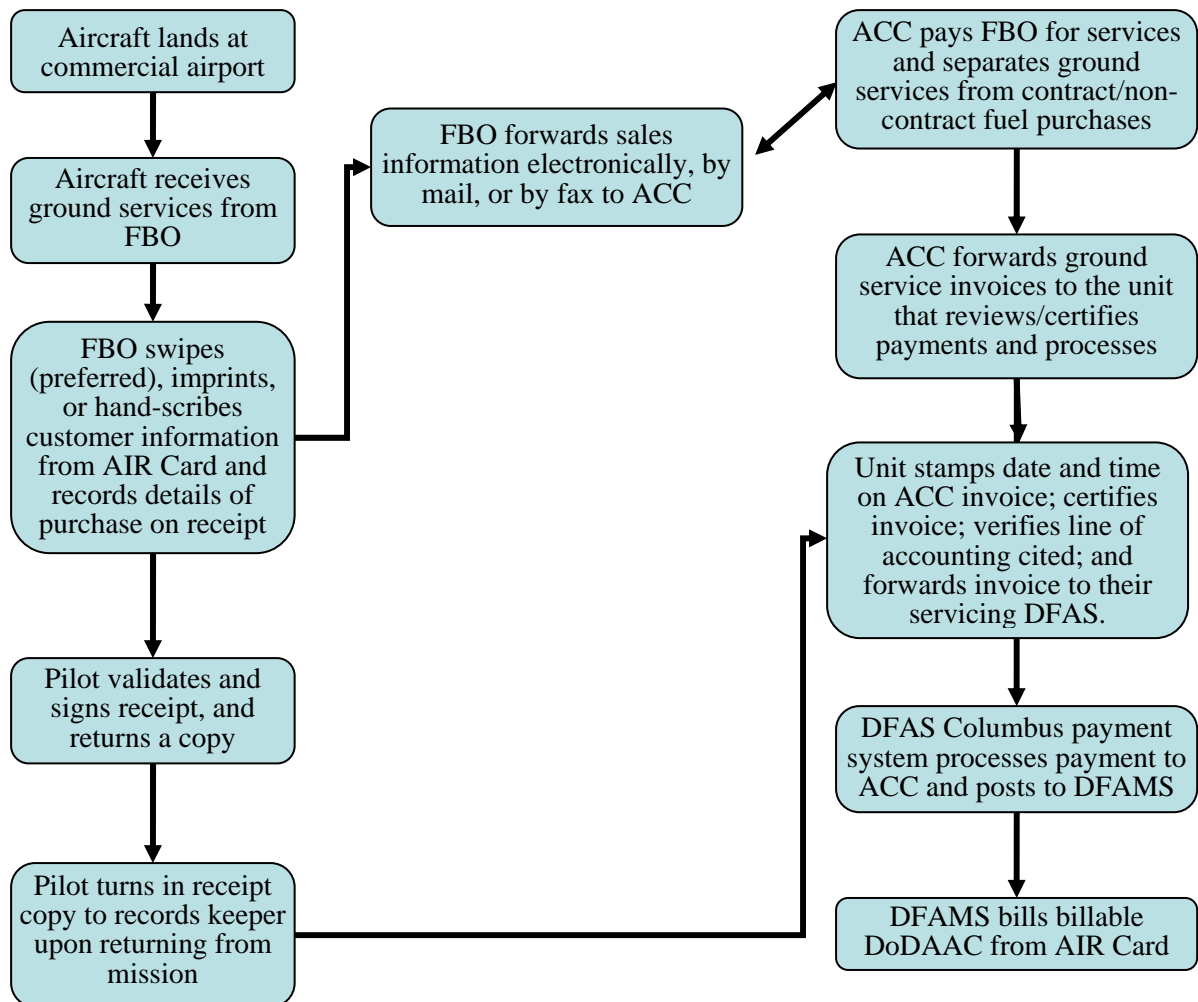 Aircraft lands at
commercial airport
Aircraft receives
ground services from
FBO
FBO swipes
(preferred), imprints,
or hand-scribes
customer information
from AIR Card and
records details of
purchase on receipt
Pilot validates and
signs receipt, and
returns a copy
Pilot turns in receipt
copy to records keeper
upon returning from
mission
FBO forwards sales
information electronically, by
mail, or by fax to ACC
ACC pays FBO for services
and separates ground
services from contract/non-
contract fuel purchases
ACC forwards ground
service invoices to the unit
that reviews/certifies
payments and processes
Unit stamps date and time
on ACC invoice; certifies
invoice; verifies line of
accounting cited; and
forwards invoice to their
servicing DFAS.
DFAS Columbus payment
system processes payment to
ACC and posts to DFAMS
DFAMS bills billable
DoDAAC from AIR Card